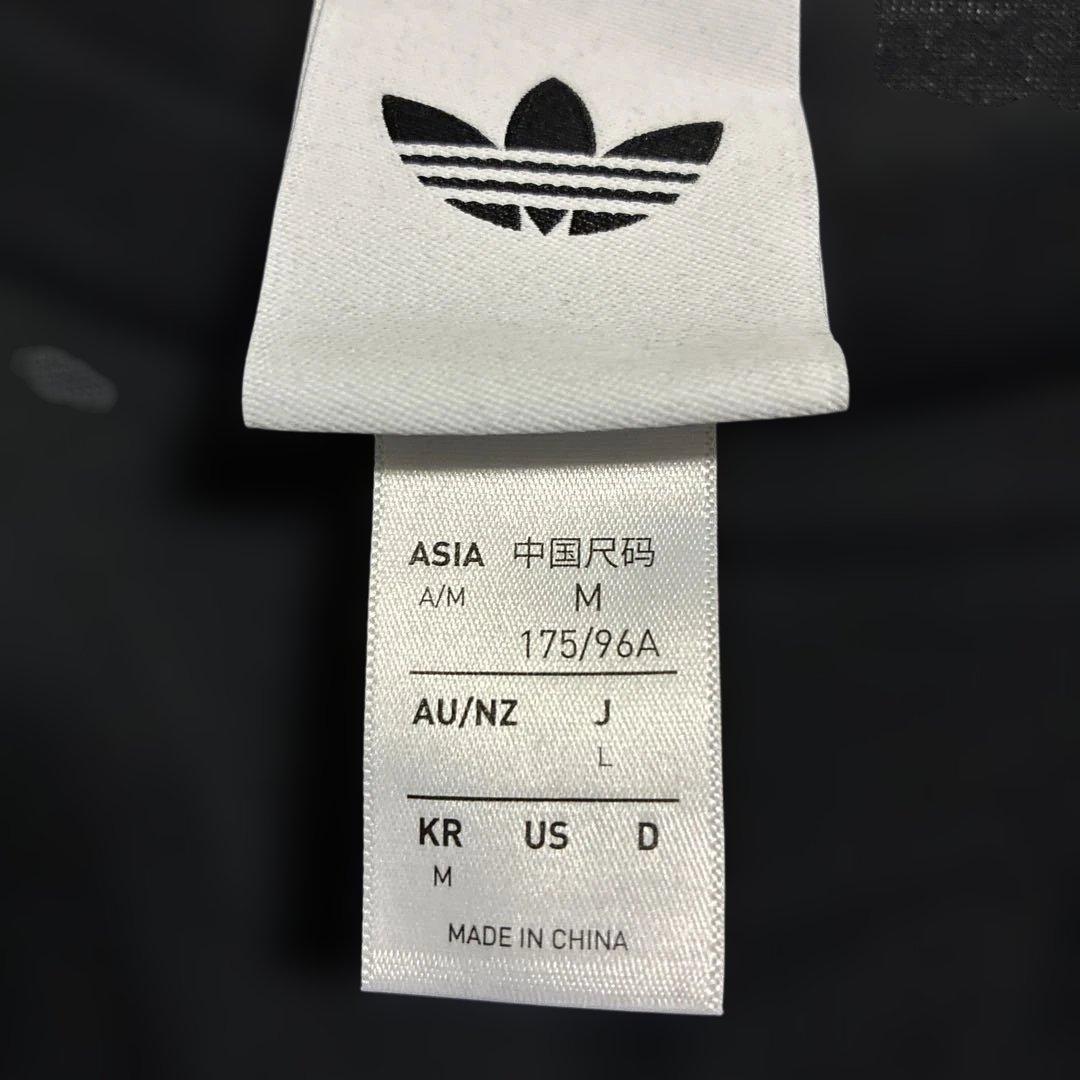 ASIA 中国尺码
A/M M
175/96A
AU/NZ J
L
KR US D
M
MADE IN CHINA